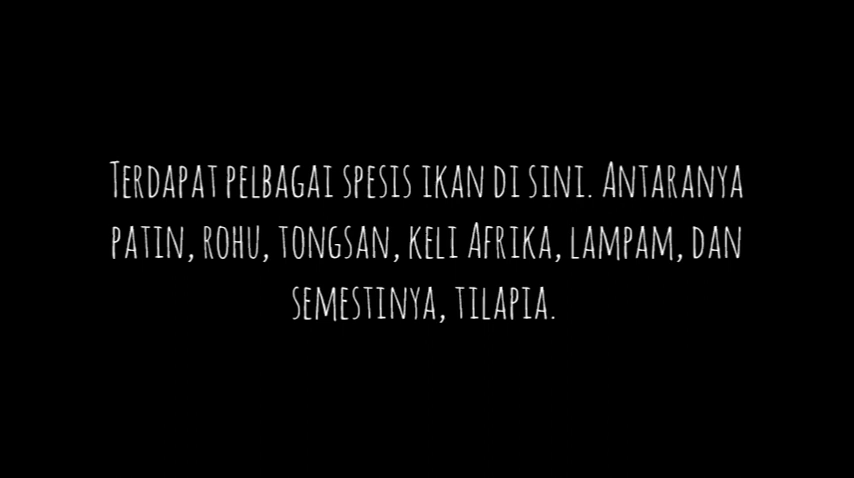 Terdapat pelbagai spesis ikan di sini. Antaranya
patin, rohu, tongsan, keli Afrika, lampam, dan
semestinya, tilapia.